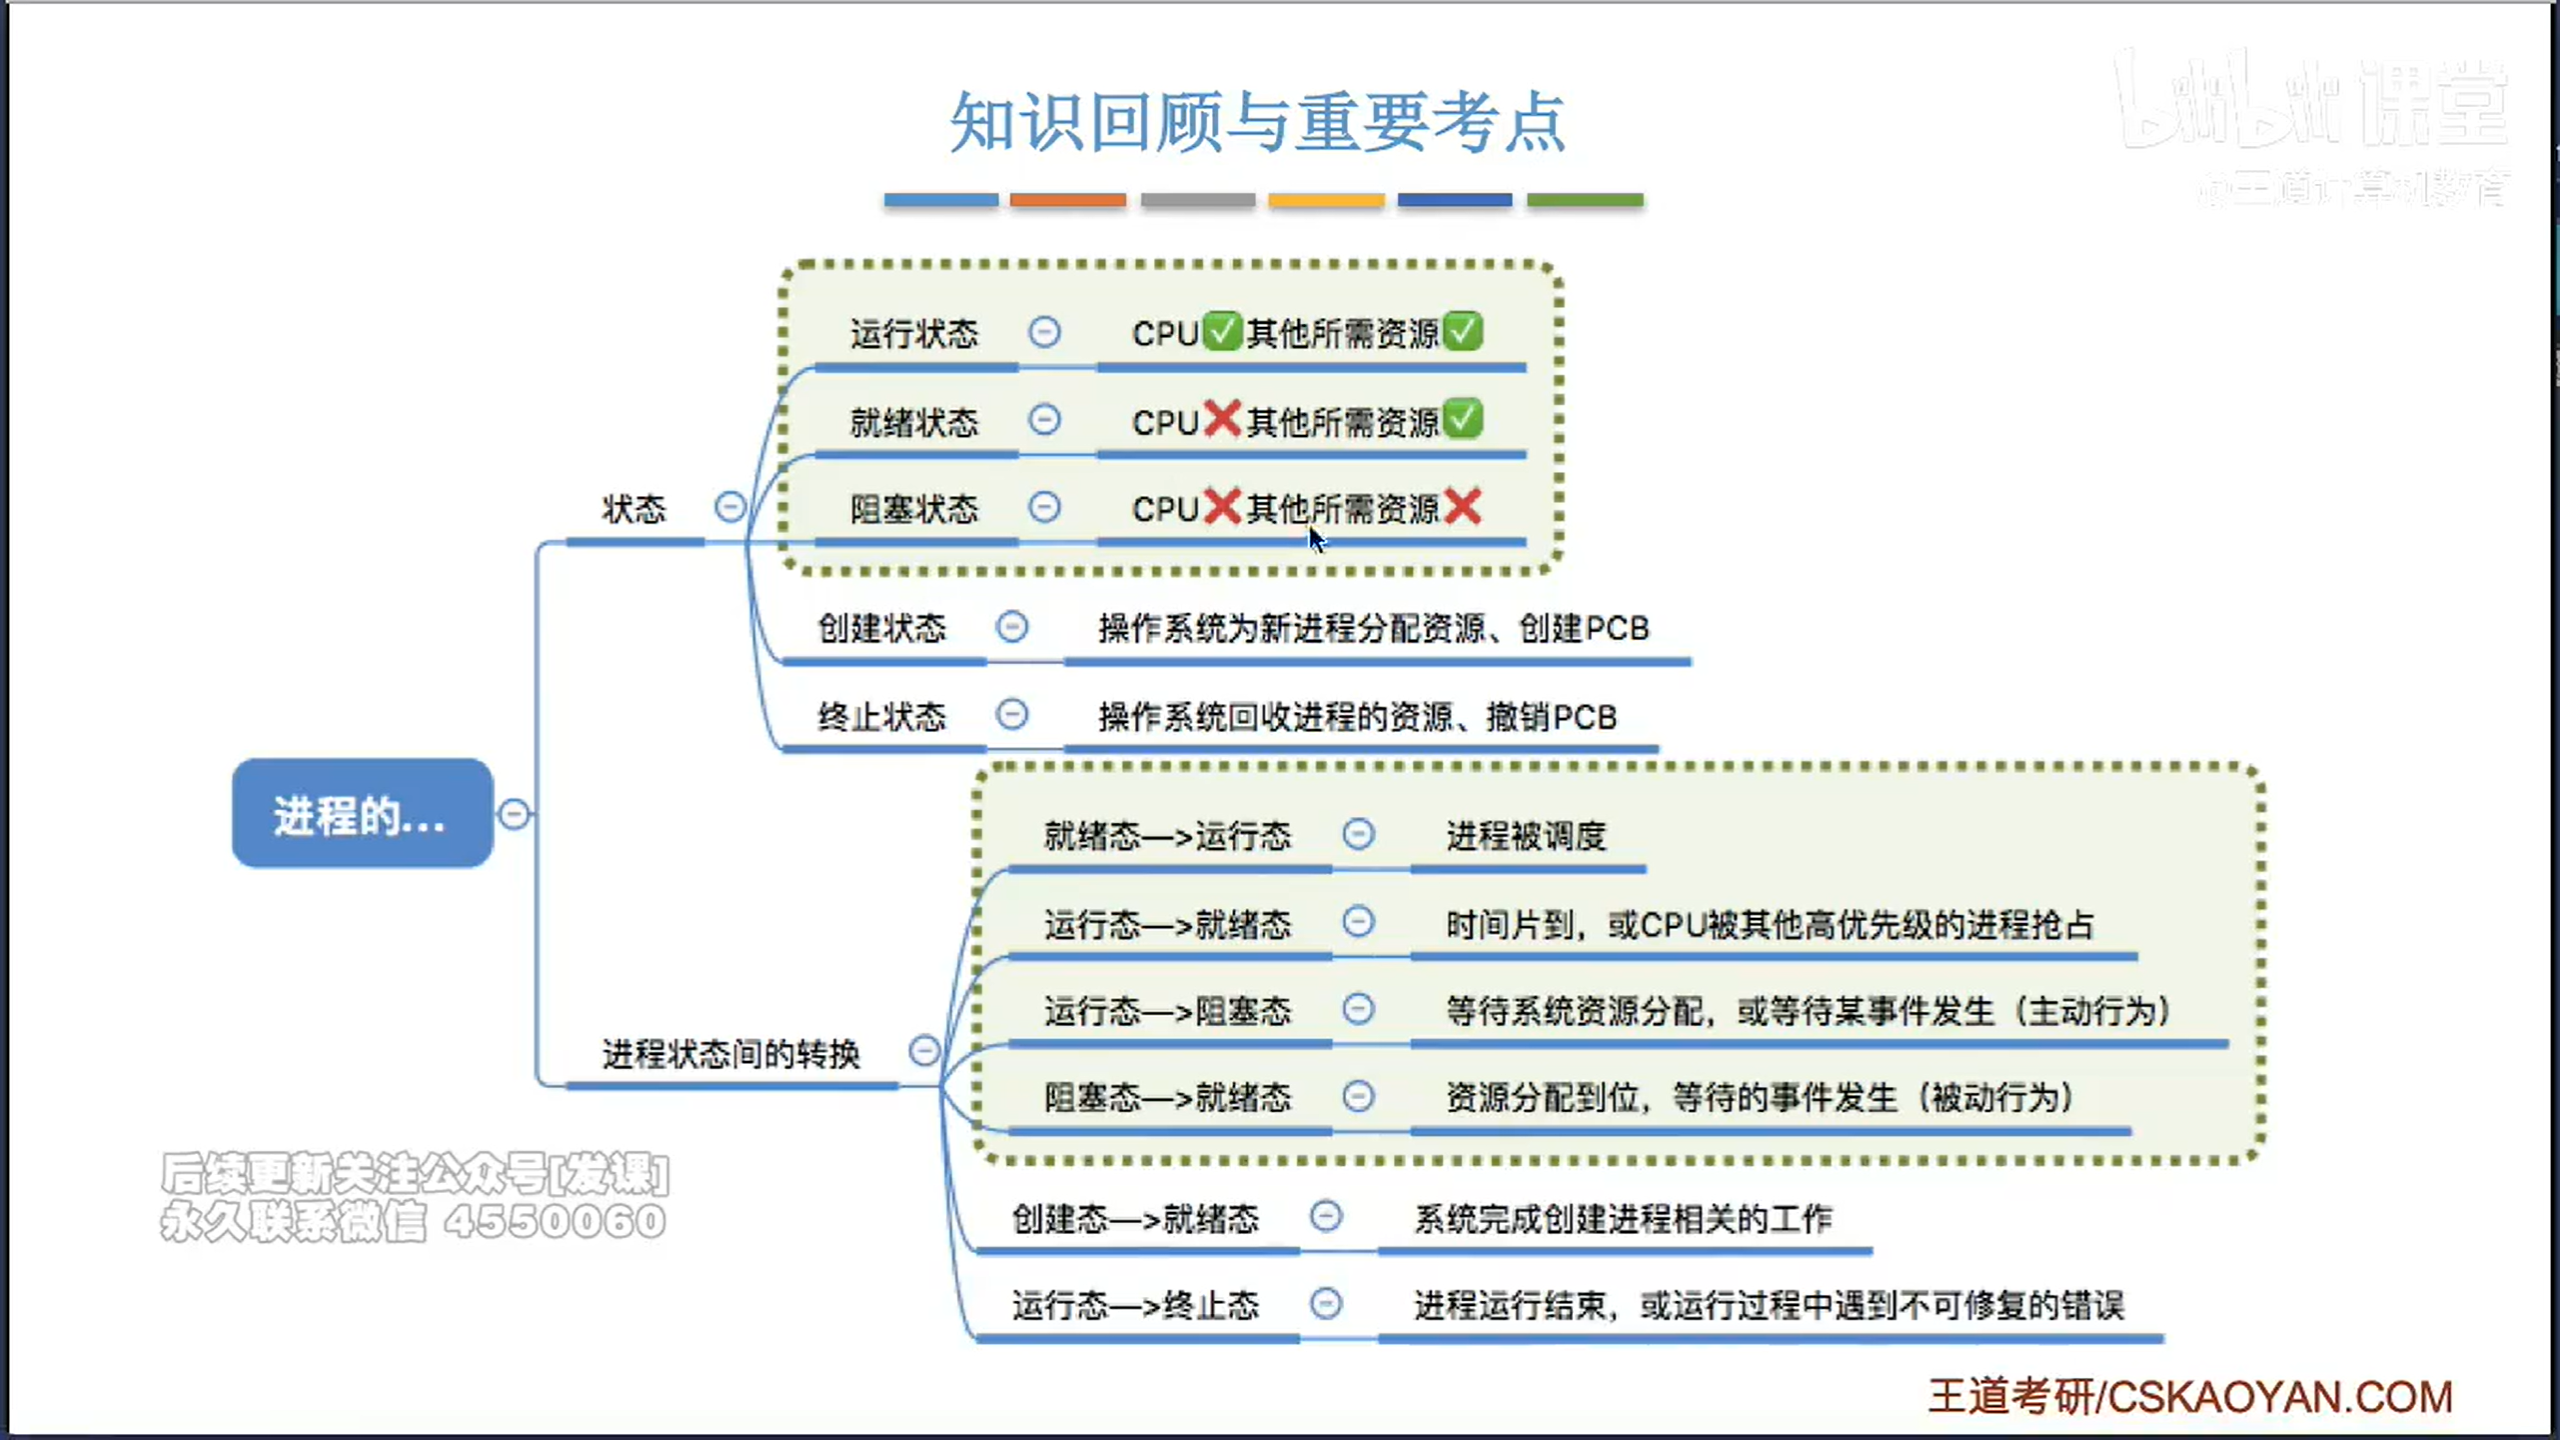 bilibili课堂
@王道计算机教育
知识回顾与重要考点
运行状态 CPU✅其他所需资源✅
就绪状态 CPU❌其他所需资源✅
状态
阻塞状态 CPU❌其他所需资源❌
创建状态 操作系统为新进程分配资源、创建PCB
终止状态 操作系统回收进程的资源、撤销PCB
进程的...
就绪态—>运行态 进程被调度
运行态—>就绪态 时间片到，或CPU被其他高优先级的进程抢占
运行态—>阻塞态 等待系统资源分配，或等待某事件发生（主动行为）
进程状态间的转换
阻塞态—>就绪态 资源分配到位，等待的事件发生（被动行为）
创建态—>就绪态 系统完成创建进程相关的工作
运行态—>终止态 进程运行结束，或运行过程中遇到不可修复的错误
后续更新关注公众号[发课]
永久联系微信 4550060
王道考研/CSKAOYAN.COM